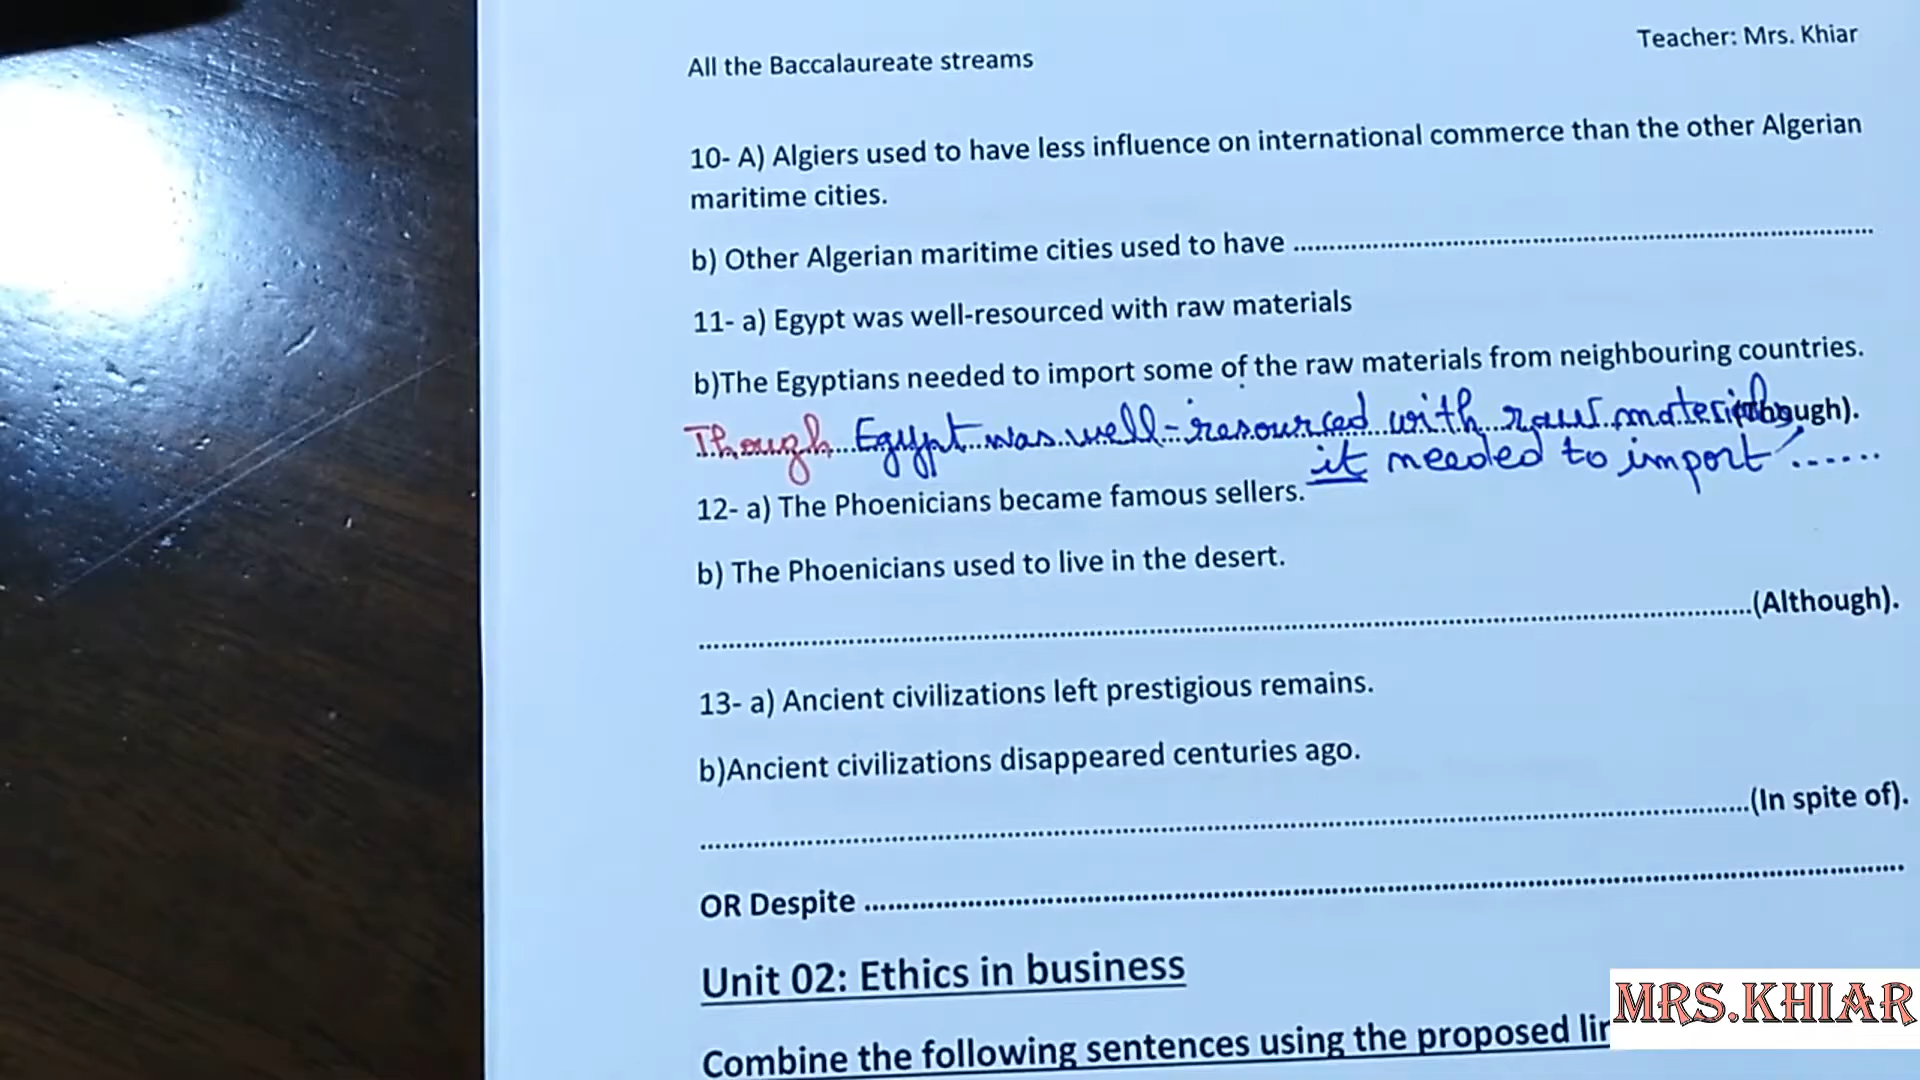 All the Baccalaureate streams
Teacher: Mrs. Khiar
10- A) Algiers used to have less influence on international commerce than the other Algerian
maritime cities.
b) Other Algerian maritime cities used to have ................................................................
11- a) Egypt was well-resourced with raw materials
b)The Egyptians needed to import some of the raw materials from neighbouring countries.
Though Egypt was well-resourced with raw materials, (though).
it needed to import ......
12- a) The Phoenicians became famous sellers.
b) The Phoenicians used to live in the desert.
................................................................(Although).
13- a) Ancient civilizations left prestigious remains.
b)Ancient civilizations disappeared centuries ago.
................................................................(In spite of).
OR Despite ................................................................
Unit 02: Ethics in business
Combine the following sentences using the proposed
MRS.KHIAR